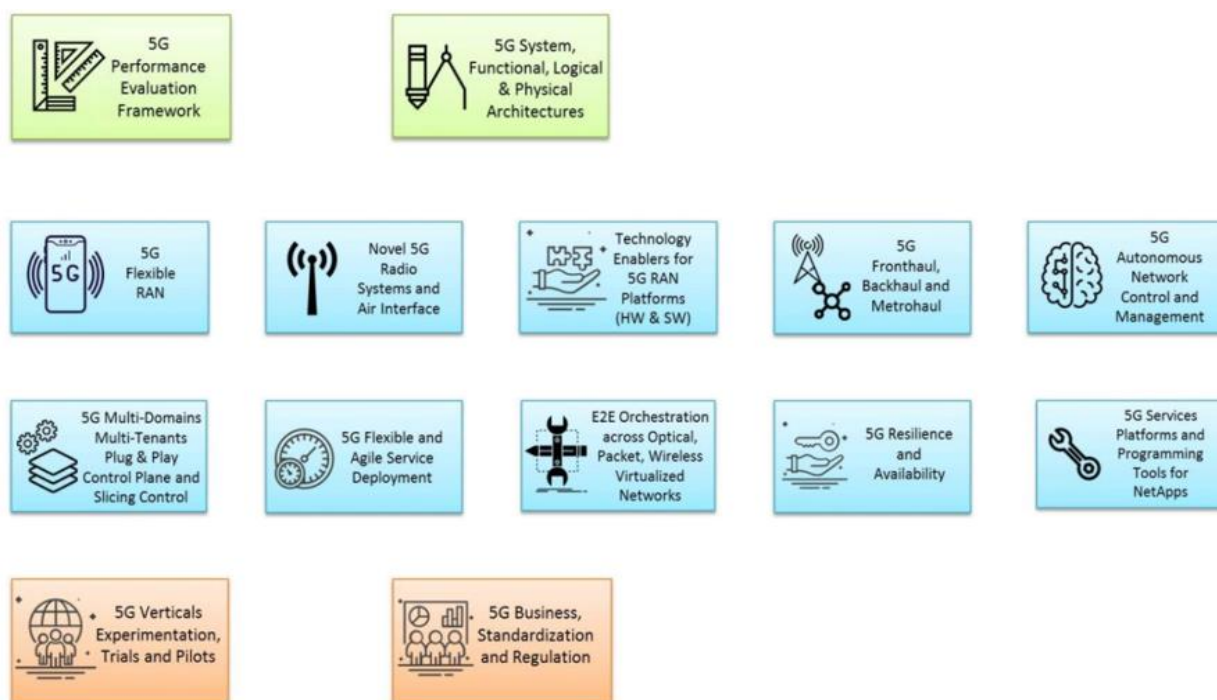 5G
Performance
Evaluation
Framework
5G System,
Functional, Logical
& Physical
Architectures
5G
5G
Flexible
RAN
Novel 5G
Radio
Systems and
Air Interface
Technology
Enablers for
5G RAN
Platforms
(HW & SW)
5G
Fronthaul,
Backhaul and
Metrohaul
5G
Autonomous
Network
Control and
Management
5G Multi-Domains
Multi-Tenants
Plug & Play
Control Plane and
Slicing Control
5G Flexible and
Agile Service
Deployment
E2E Orchestration
across Optical,
Packet, Wireless
Virtualized
Networks
5G Resilience
and
Availability
5G Services
Platforms and
Programming
Tools for
NetApps
5G Verticals
Experimentation,
Trials and Pilots
5G Business,
Standardization
and Regulation